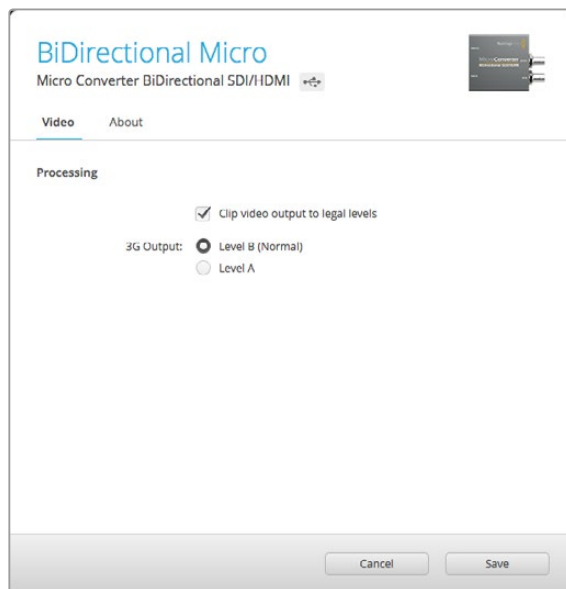 BiDirectional Micro
Micro Converter BiDirectional SDI/HDMI
MicroConverter
Video About
Processing
Clip video output to legal levels
3G Output: Level B (Normal)
Level A
Cancel Save